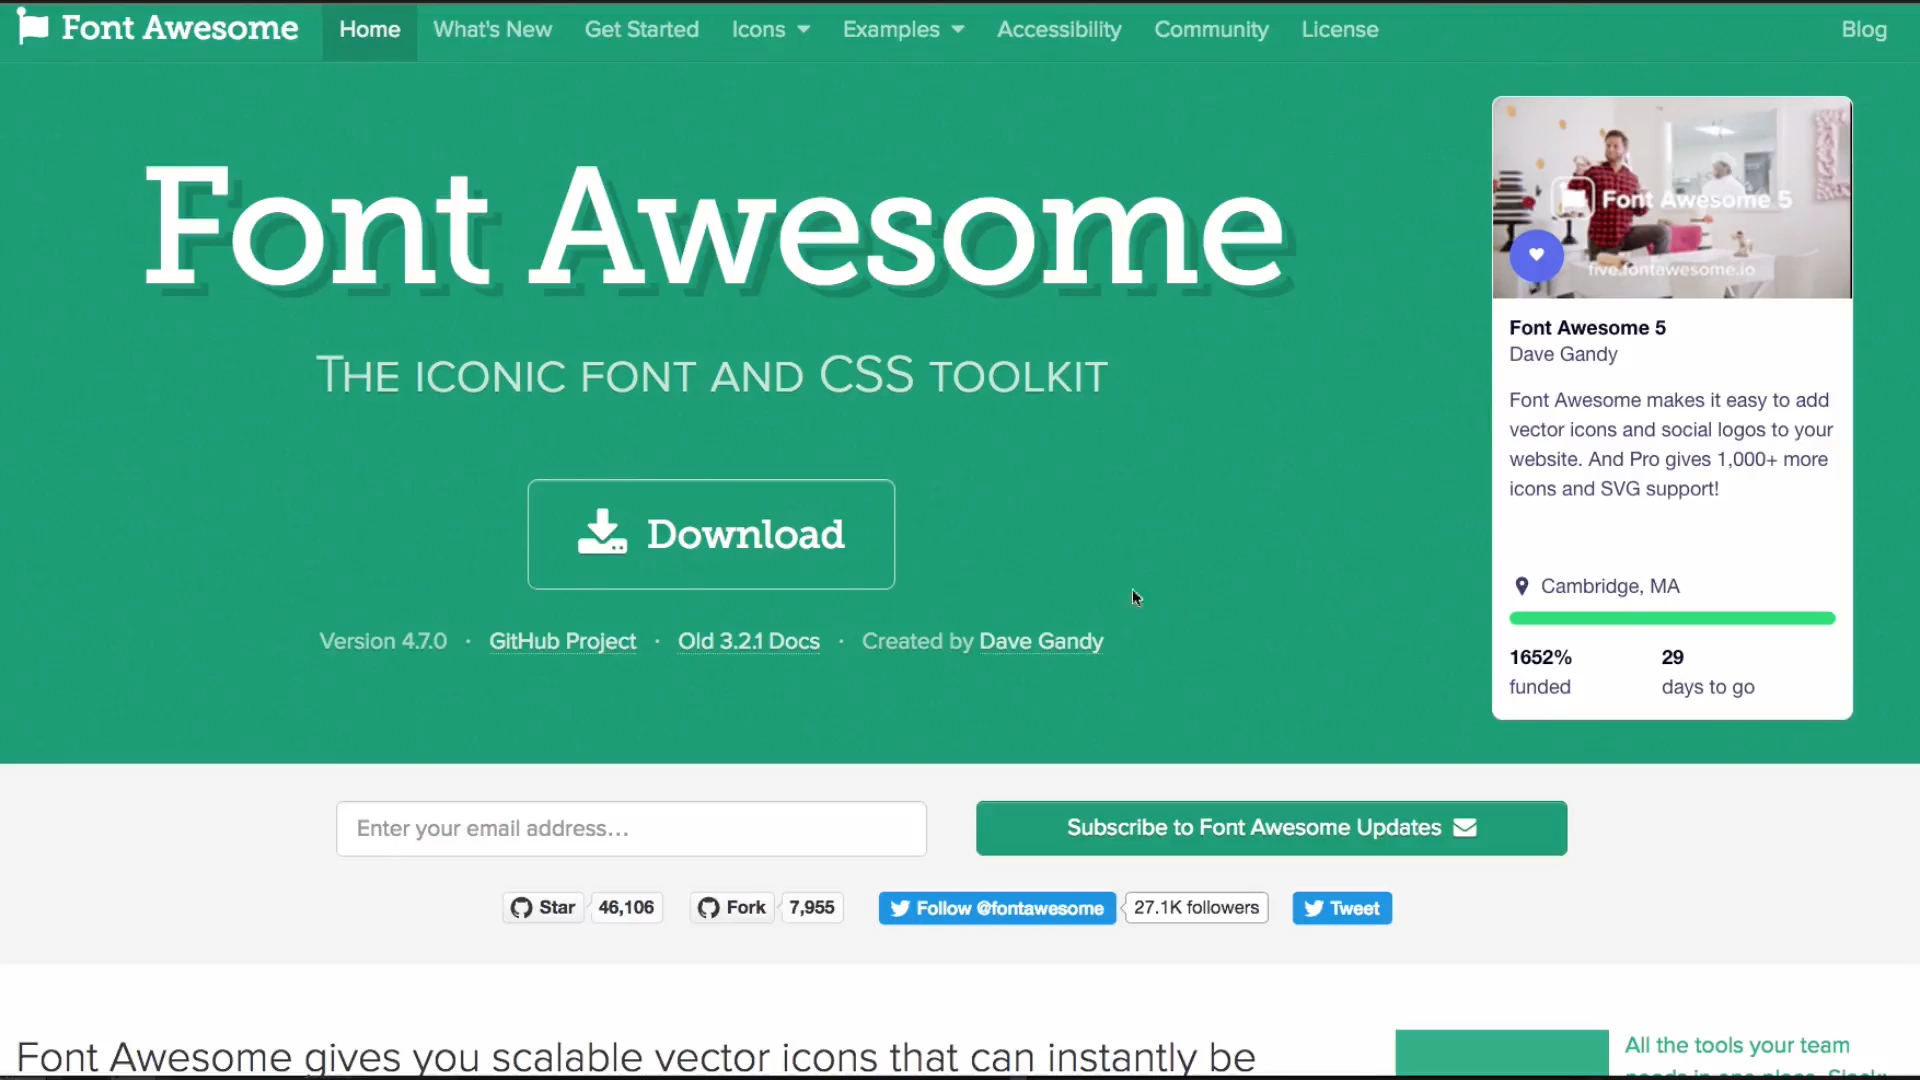 Font Awesome
Home
What's New
Get Started
Icons
Examples
Accessibility
Community
License
Blog
Font Awesome
THE ICONIC FONT AND CSS TOOLKIT
Download
Version 4.7.0 · GitHub Project · Old 3.2.1 Docs · Created by Dave Gandy
Font Awesome 5
five.fontawesome.io
Font Awesome 5
Dave Gandy
Font Awesome makes it easy to add
vector icons and social logos to your
website. And Pro gives 1,000+ more
icons and SVG support!
Cambridge, MA
1652%
funded
29
days to go
Enter your email address...
Subscribe to Font Awesome Updates
Star
46,106
Fork
7,955
Follow @fontawesome
27.1K followers
Tweet
Font Awesome gives you scalable vector icons that can instantly be
All the tools your team
needs in one place. Slack: